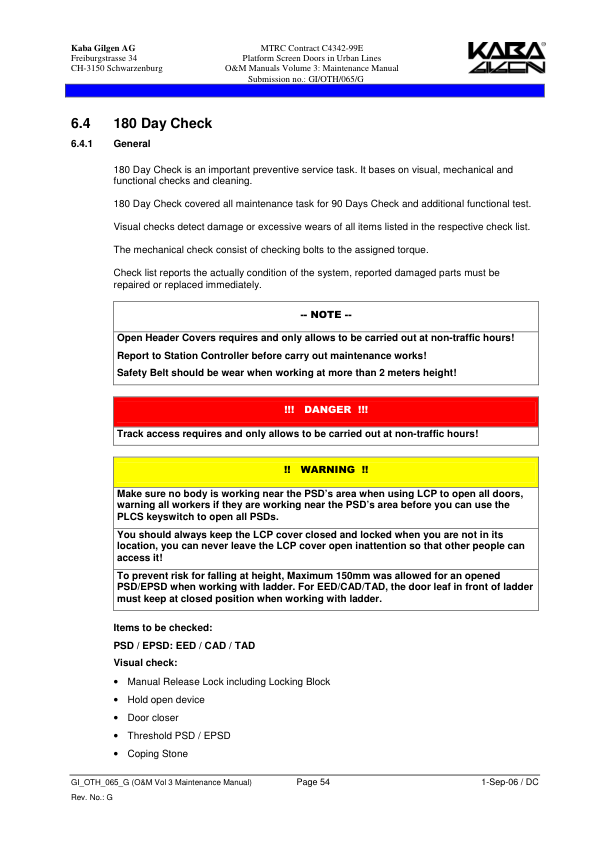 Kaba Gilgen AG
Freiburgstrasse 34
CH-3150 Schwarzenburg
MTRC Contract C4342-99E
Platform Screen Doors in Urban Lines
O&M Manuals Volume 3: Maintenance Manual
Submission no.: GI/OTH/065/G
KABA®
GILGEN
6.4 180 Day Check
6.4.1 General
180 Day Check is an important preventive service task. It bases on visual, mechanical and
functional checks and cleaning.
180 Day Check covered all maintenance task for 90 Days Check and additional functional test.
Visual checks detect damage or excessive wears of all items listed in the respective check list.
The mechanical check consist of checking bolts to the assigned torque.
Check list reports the actually condition of the system, reported damaged parts must be
repaired or replaced immediately.
-- NOTE --
Open Header Covers requires and only allows to be carried out at non-traffic hours!
Report to Station Controller before carry out maintenance works!
Safety Belt should be wear when working at more than 2 meters height!
!!! DANGER !!!
Track access requires and only allows to be carried out at non-traffic hours!
!! WARNING !!
Make sure no body is working near the PSD's area when using LCP to open all doors,
warning all workers if they are working near the PSD's area before you can use the
PLCS keyswitch to open all PSDs.
You should always keep the LCP cover closed and locked when you are not in its
location, you can never leave the LCP cover open inattention so that other people can
access it!
To prevent risk for falling at height, Maximum 150mm was allowed for an opened
PSD/EPSD when working with ladder. For EED/CAD/TAD, the door leaf in front of ladder
must keep at closed position when working with ladder.
Items to be checked:
PSD / EPSD: EED / CAD / TAD
Visual check:
• Manual Release Lock including Locking Block
• Hold open device
• Door closer
• Threshold PSD / EPSD
• Coping Stone
GI_OTH_065_G (O&M Vol 3 Maintenance Manual) Page 54 1-Sep-06 / DC
Rev. No.: G